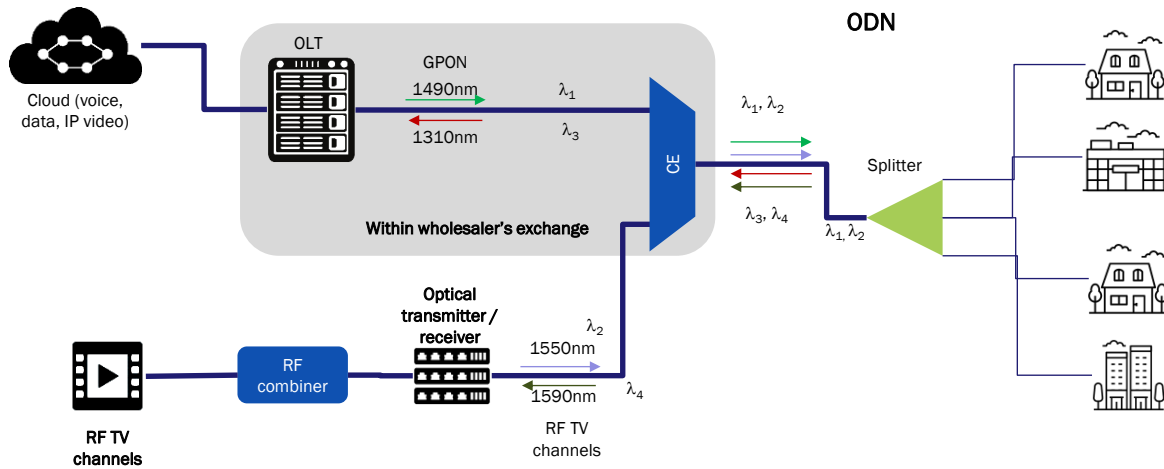 ODN
OLT
GPON
1490nm
λ1
1310nm
λ3
Cloud (voice,
data, IP video)
CE
λ1, λ2
λ3, λ4
Splitter
λ1, λ2
Within wholesaler's exchange
Optical
transmitter /
receiver
λ2
1550nm
1590nm
λ4
RF
combiner
RF TV
channels
RF TV
channels